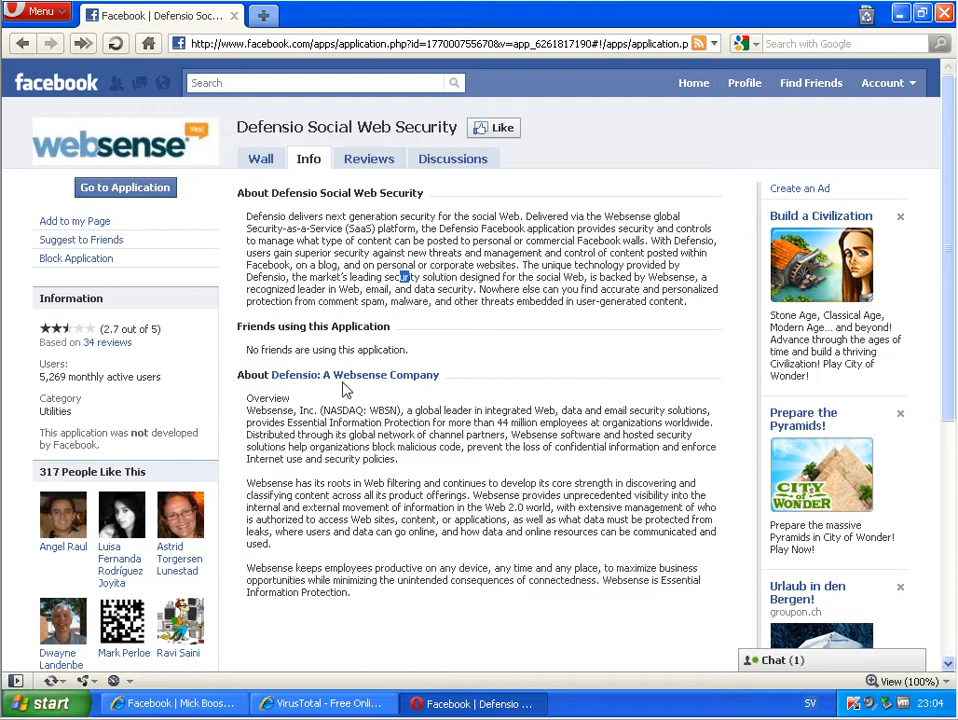 Menu
Facebook | Defensio Soc...
http://www.facebook.com/apps/application.php?id=1770007556708&v=app_6261817190#!/apps/application.p
Search with Google
facebook
Search
Home Profile Find Friends Account
websense
Yes!
Defensio Social Web Security
Like
Wall Info Reviews Discussions
Go to Application
Add to my Page
Suggest to Friends
Block Application
Information
(2.7 out of 5)
Based on 34 reviews
Users:
5,269 monthly active users
Category
Utilities
This application was not developed
by Facebook.
317 People Like This
Angel Raul
Luisa
Fernanda
Rodríguez
Joyita
Astrid
Torgersen
Lunestad
Dwayne
Landenbe
Mark Perloe
Ravi Saini
About Defensio Social Web Security
Defensio delivers next generation security for the social Web. Delivered via the Websense global
Security-as-a-Service (SaaS) platform, the Defensio Facebook application provides security and controls
to manage what type of content can be posted to personal or commercial Facebook walls. With Defensio,
users gain superior security against new threats and management and control of content posted within
Facebook, on a blog, and on personal or corporate websites. The unique technology provided by
Defensio, the market's leading security solution designed for the social Web, is backed by Websense, a
recognized leader in Web, email, and data security. Nowhere else can you find accurate and personalized
protection from comment spam, malware, and other threats embedded in user-generated content.
Friends using this Application
No friends are using this application.
About Defensio: A Websense Company
Overview
Websense, Inc. (NASDAQ: WBSN), a global leader in integrated Web, data and email security solutions,
provides Essential Information Protection for more than 44 million employees at organizations worldwide.
Distributed through its global network of channel partners, Websense software and hosted security
solutions help organizations block malicious code, prevent the loss of confidential information and enforce
Internet use and security policies.
Websense has its roots in Web filtering and continues to develop its core strength in discovering and
classifying content across all its product offerings. Websense provides unprecedented visibility into the
internal and external movement of information in the Web 2.0 world, with extensive management of who
is authorized to access Web sites, content, or applications, as well as what data must be protected from
leaks, where users and data can go online, and how data and online resources can be communicated and
used.
Websense keeps employees productive on any device, any time and any place, to maximize business
opportunities while minimizing the unintended consequences of connectedness. Websense is Essential
Information Protection.
Create an Ad
Build a Civilization
Stone Age, Classical Age,
Modern Age... and beyond!
Advance through the ages of
time and build a thriving
Civilization! Play City of
Wonder!
Prepare the
Pyramids!
CITY OF
WONDER
Prepare the massive
Pyramids in City of Wonder!
Play Now!
Urlaub in den
Bergen!
groupon.ch
Chat (1)
View (100%)
start
Facebook | Mick Boos...
VirusTotal - Free Onli...
Facebook | Defensio ...
SV
23:04